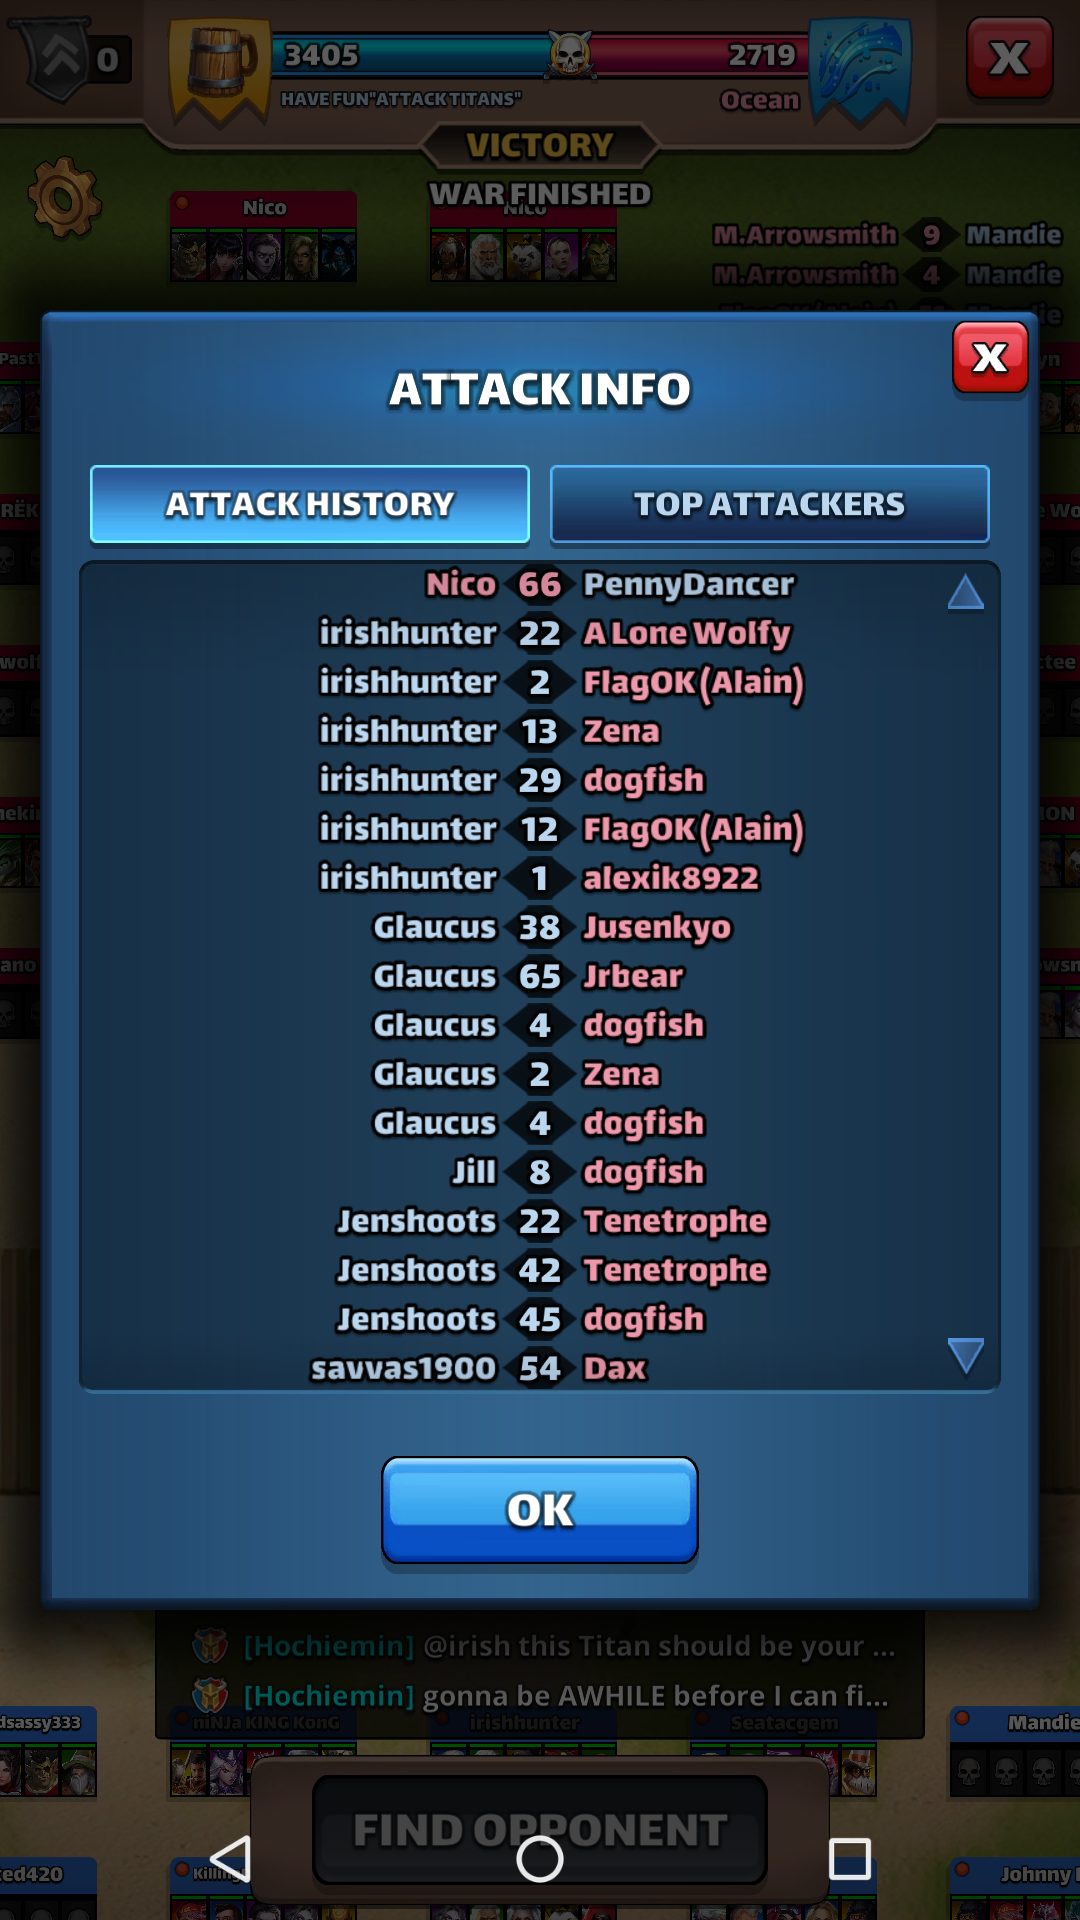 0
3405
2719
X
HAVE FUN"ATTACK TITANS"
Ocean
VICTORY
WAR FINISHED
Nico
Nico
M.Arrowsmith 9 Mandie
M.Arrowsmith 4 Mandie
X
ATTACK INFO
ATTACK HISTORY
TOP ATTACKERS
Nico 66 PennyDancer
irishhunter 22 A Lone Wolfy
irishhunter 2 FlagOK(Alain)
irishhunter 13 Zena
irishhunter 29 dogfish
irishhunter 12 FlagOK(Alain)
irishhunter 1 alexik8922
Glaucus 38 Jusenkyo
Glaucus 65 Jrbear
Glaucus 4 dogfish
Glaucus 2 Zena
Glaucus 4 dogfish
Jill 8 dogfish
Jenshoots 22 Tenetrophe
Jenshoots 42 Tenetrophe
Jenshoots 45 dogfish
savvas1900 54 Dax
OK
[Hochiemin] @irish this Titan should be your ...
[Hochiemin] gonna be AWHILE before I can fi...
dsassy333
niNJa KING KonG
irishhunter
Seatacgem
Mandie
FIND OPPONENT
ked420
Johnny